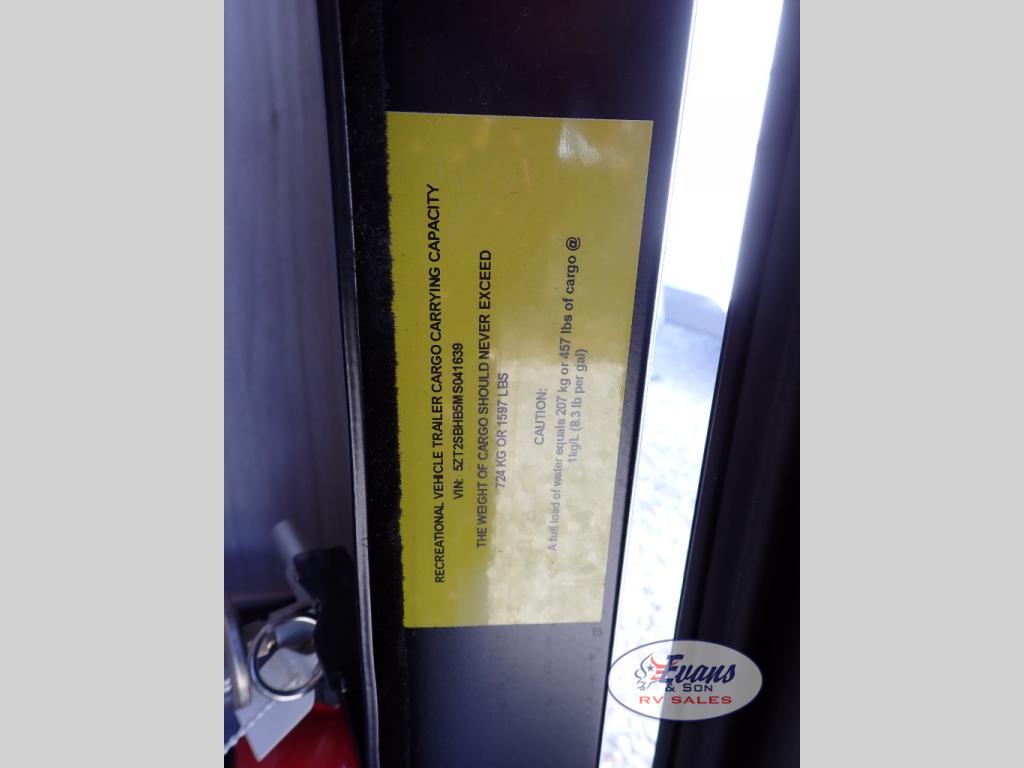 RECREATIONAL VEHICLE TRAILER CARGO CARRYING CAPACITY
VIN: 5ZT2SBHB5MS041639
THE WEIGHT OF CARGO SHOULD NEVER EXCEED
724 KG OR 1597 LBS
CAUTION:
A full load of water equals 207 kg or 457 lbs of cargo @
1kg/L (8.3 lb per gal)
Evans
& SON
RV SALES